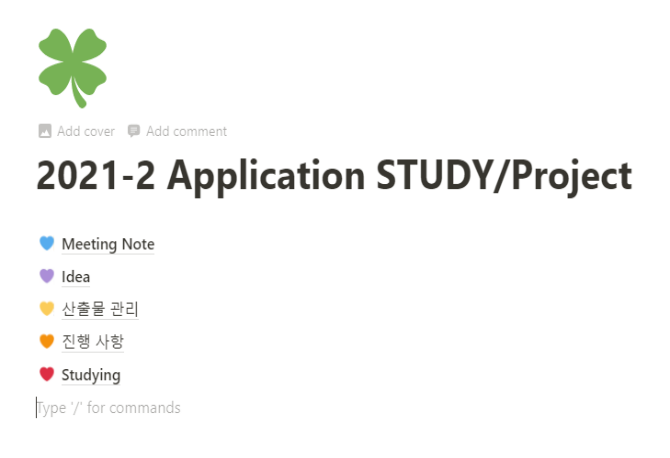 Add cover Add comment
2021-2 Application STUDY/Project
Meeting Note
Idea
산출물 관리
진행 사항
Studying
Type '/' for commands